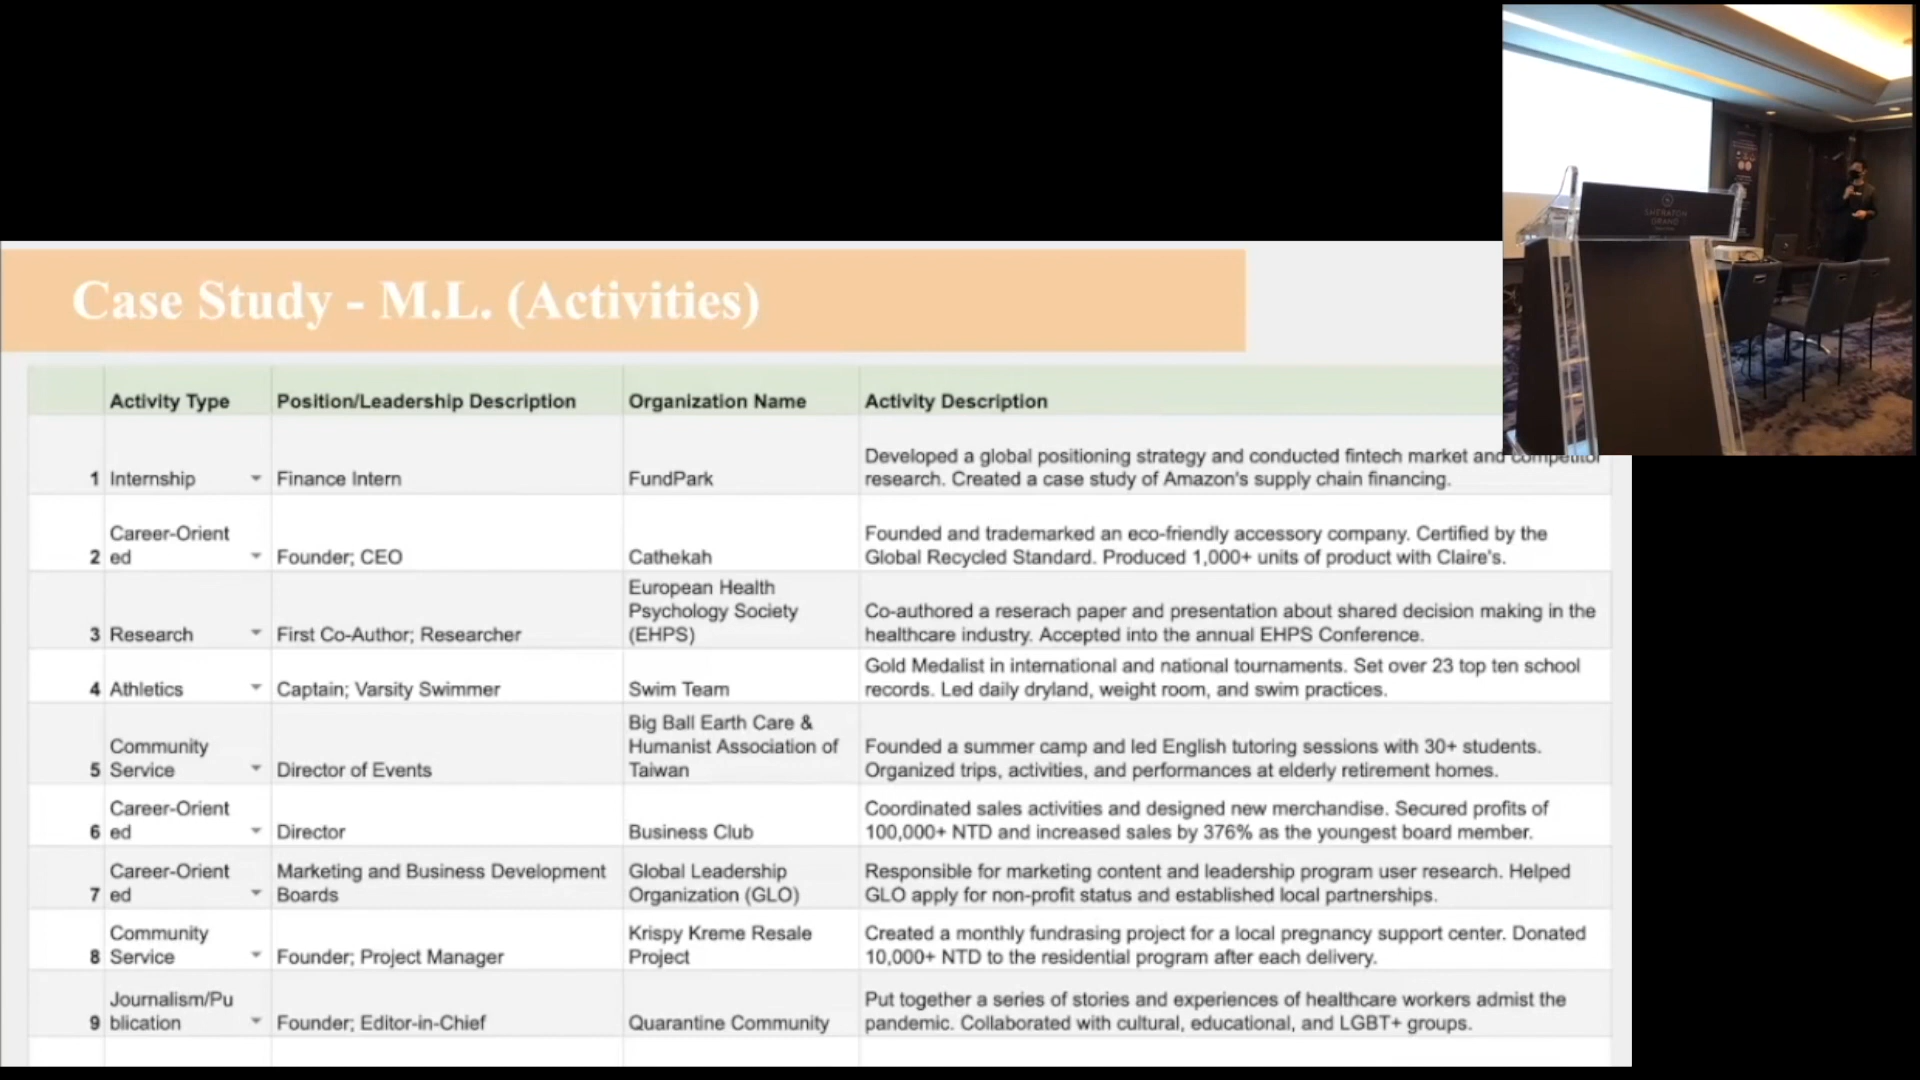 Case Study - M.L. (Activities)
Activity Type Position/Leadership Description Organization Name Activity Description
Developed a global positioning strategy and conducted fintech market and competitor
1 Internship Finance Intern FundPark research. Created a case study of Amazon's supply chain financing.
Career-Orient Founded and trademarked an eco-friendly accessory company. Certified by the
2 ed Founder; CEO Cathekah Global Recycled Standard. Produced 1,000+ units of product with Claire's.
European Health
Psychology Society Co-authored a reserach paper and presentation about shared decision making in the
3 Research First Co-Author; Researcher (EHPS) healthcare industry. Accepted into the annual EHPS Conference.
Gold Medalist in international and national tournaments. Set over 23 top ten school
4 Athletics Captain; Varsity Swimmer Swim Team records. Led daily dryland, weight room, and swim practices.
Big Ball Earth Care &
Community Humanist Association of Founded a summer camp and led English tutoring sessions with 30+ students.
5 Service Director of Events Taiwan Organized trips, activities, and performances at elderly retirement homes.
Career-Orient Coordinated sales activities and designed new merchandise. Secured profits of
6 ed Director Business Club 100,000+ NTD and increased sales by 376% as the youngest board member.
Career-Orient Marketing and Business Development Global Leadership Responsible for marketing content and leadership program user research. Helped
7 ed Boards Organization (GLO) GLO apply for non-profit status and established local partnerships.
Community Krispy Kreme Resale Created a monthly fundrasing project for a local pregnancy support center. Donated
8 Service Founder; Project Manager Project 10,000+ NTD to the residential program after each delivery.
Journalism/Pu Put together a series of stories and experiences of healthcare workers admist the
9 blication Founder; Editor-in-Chief Quarantine Community pandemic. Collaborated with cultural, educational, and LGBT+ groups.
SHERATON
GRAND